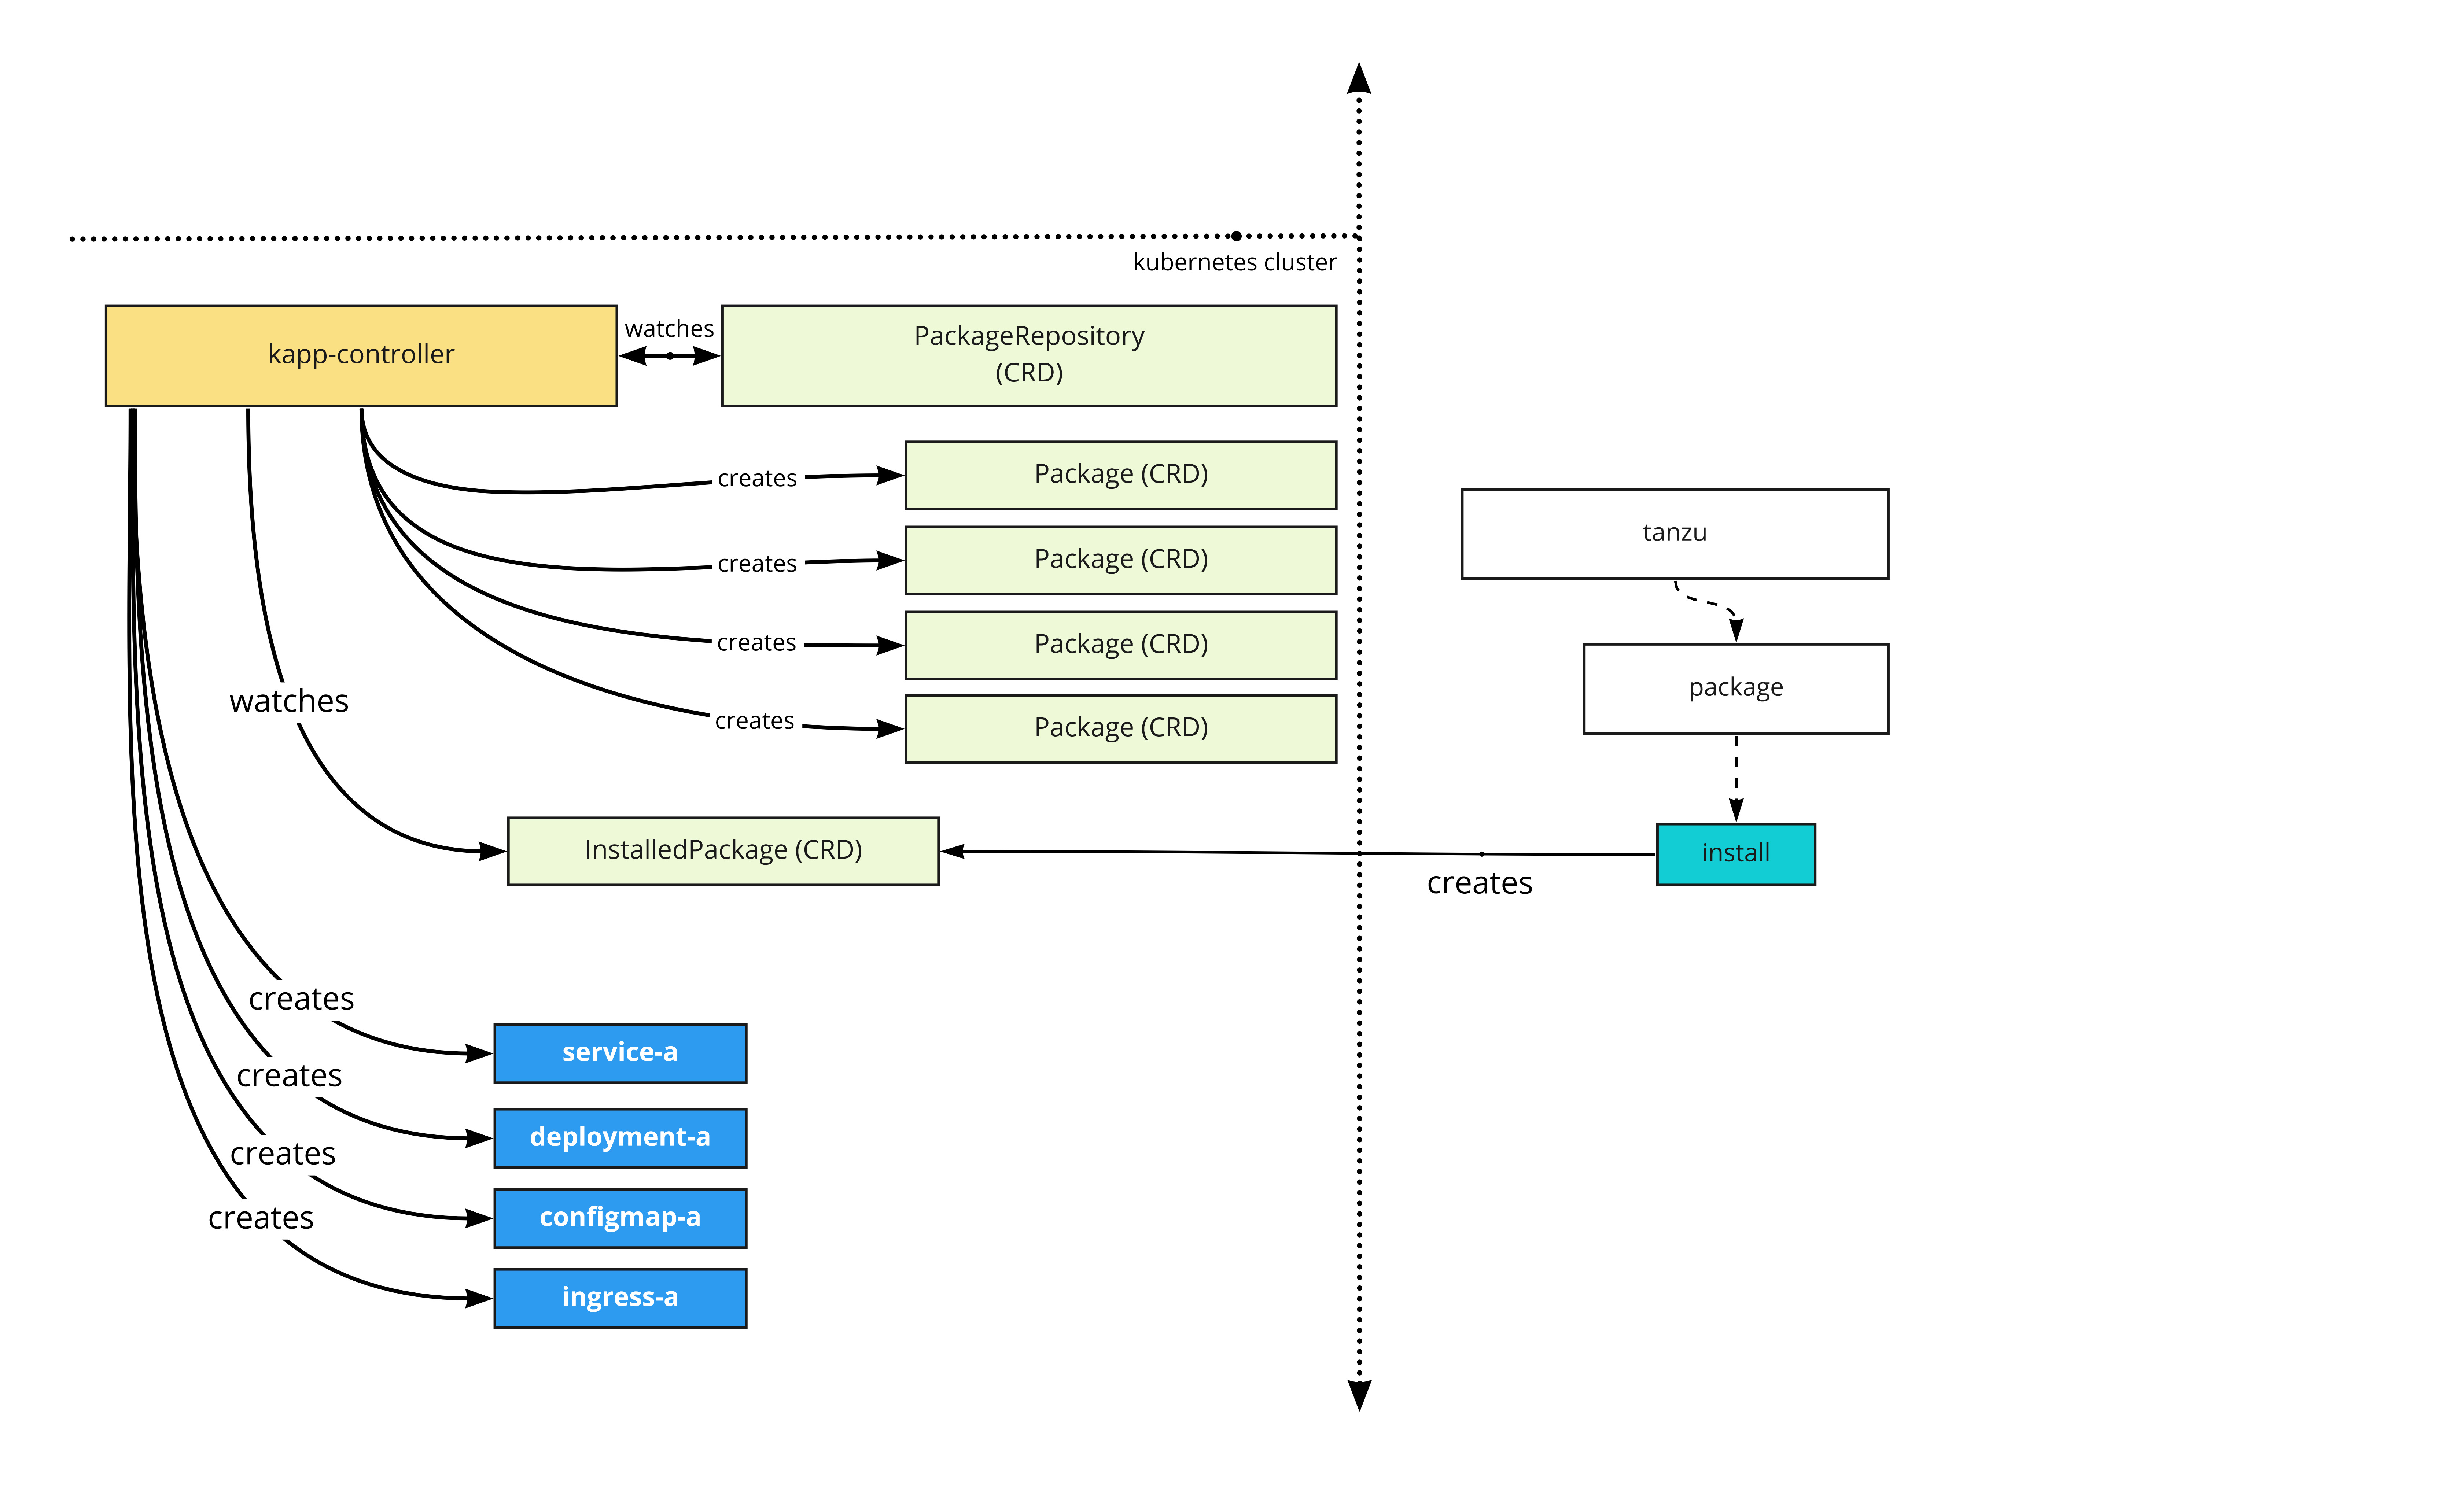 kubernetes cluster
kapp-controller
watches
PackageRepository
(CRD)
creates
Package (CRD)
creates
Package (CRD)
creates
Package (CRD)
creates
Package (CRD)
tanzu
package
install
watches
InstalledPackage (CRD)
creates
creates
service-a
creates
deployment-a
creates
configmap-a
creates
ingress-a